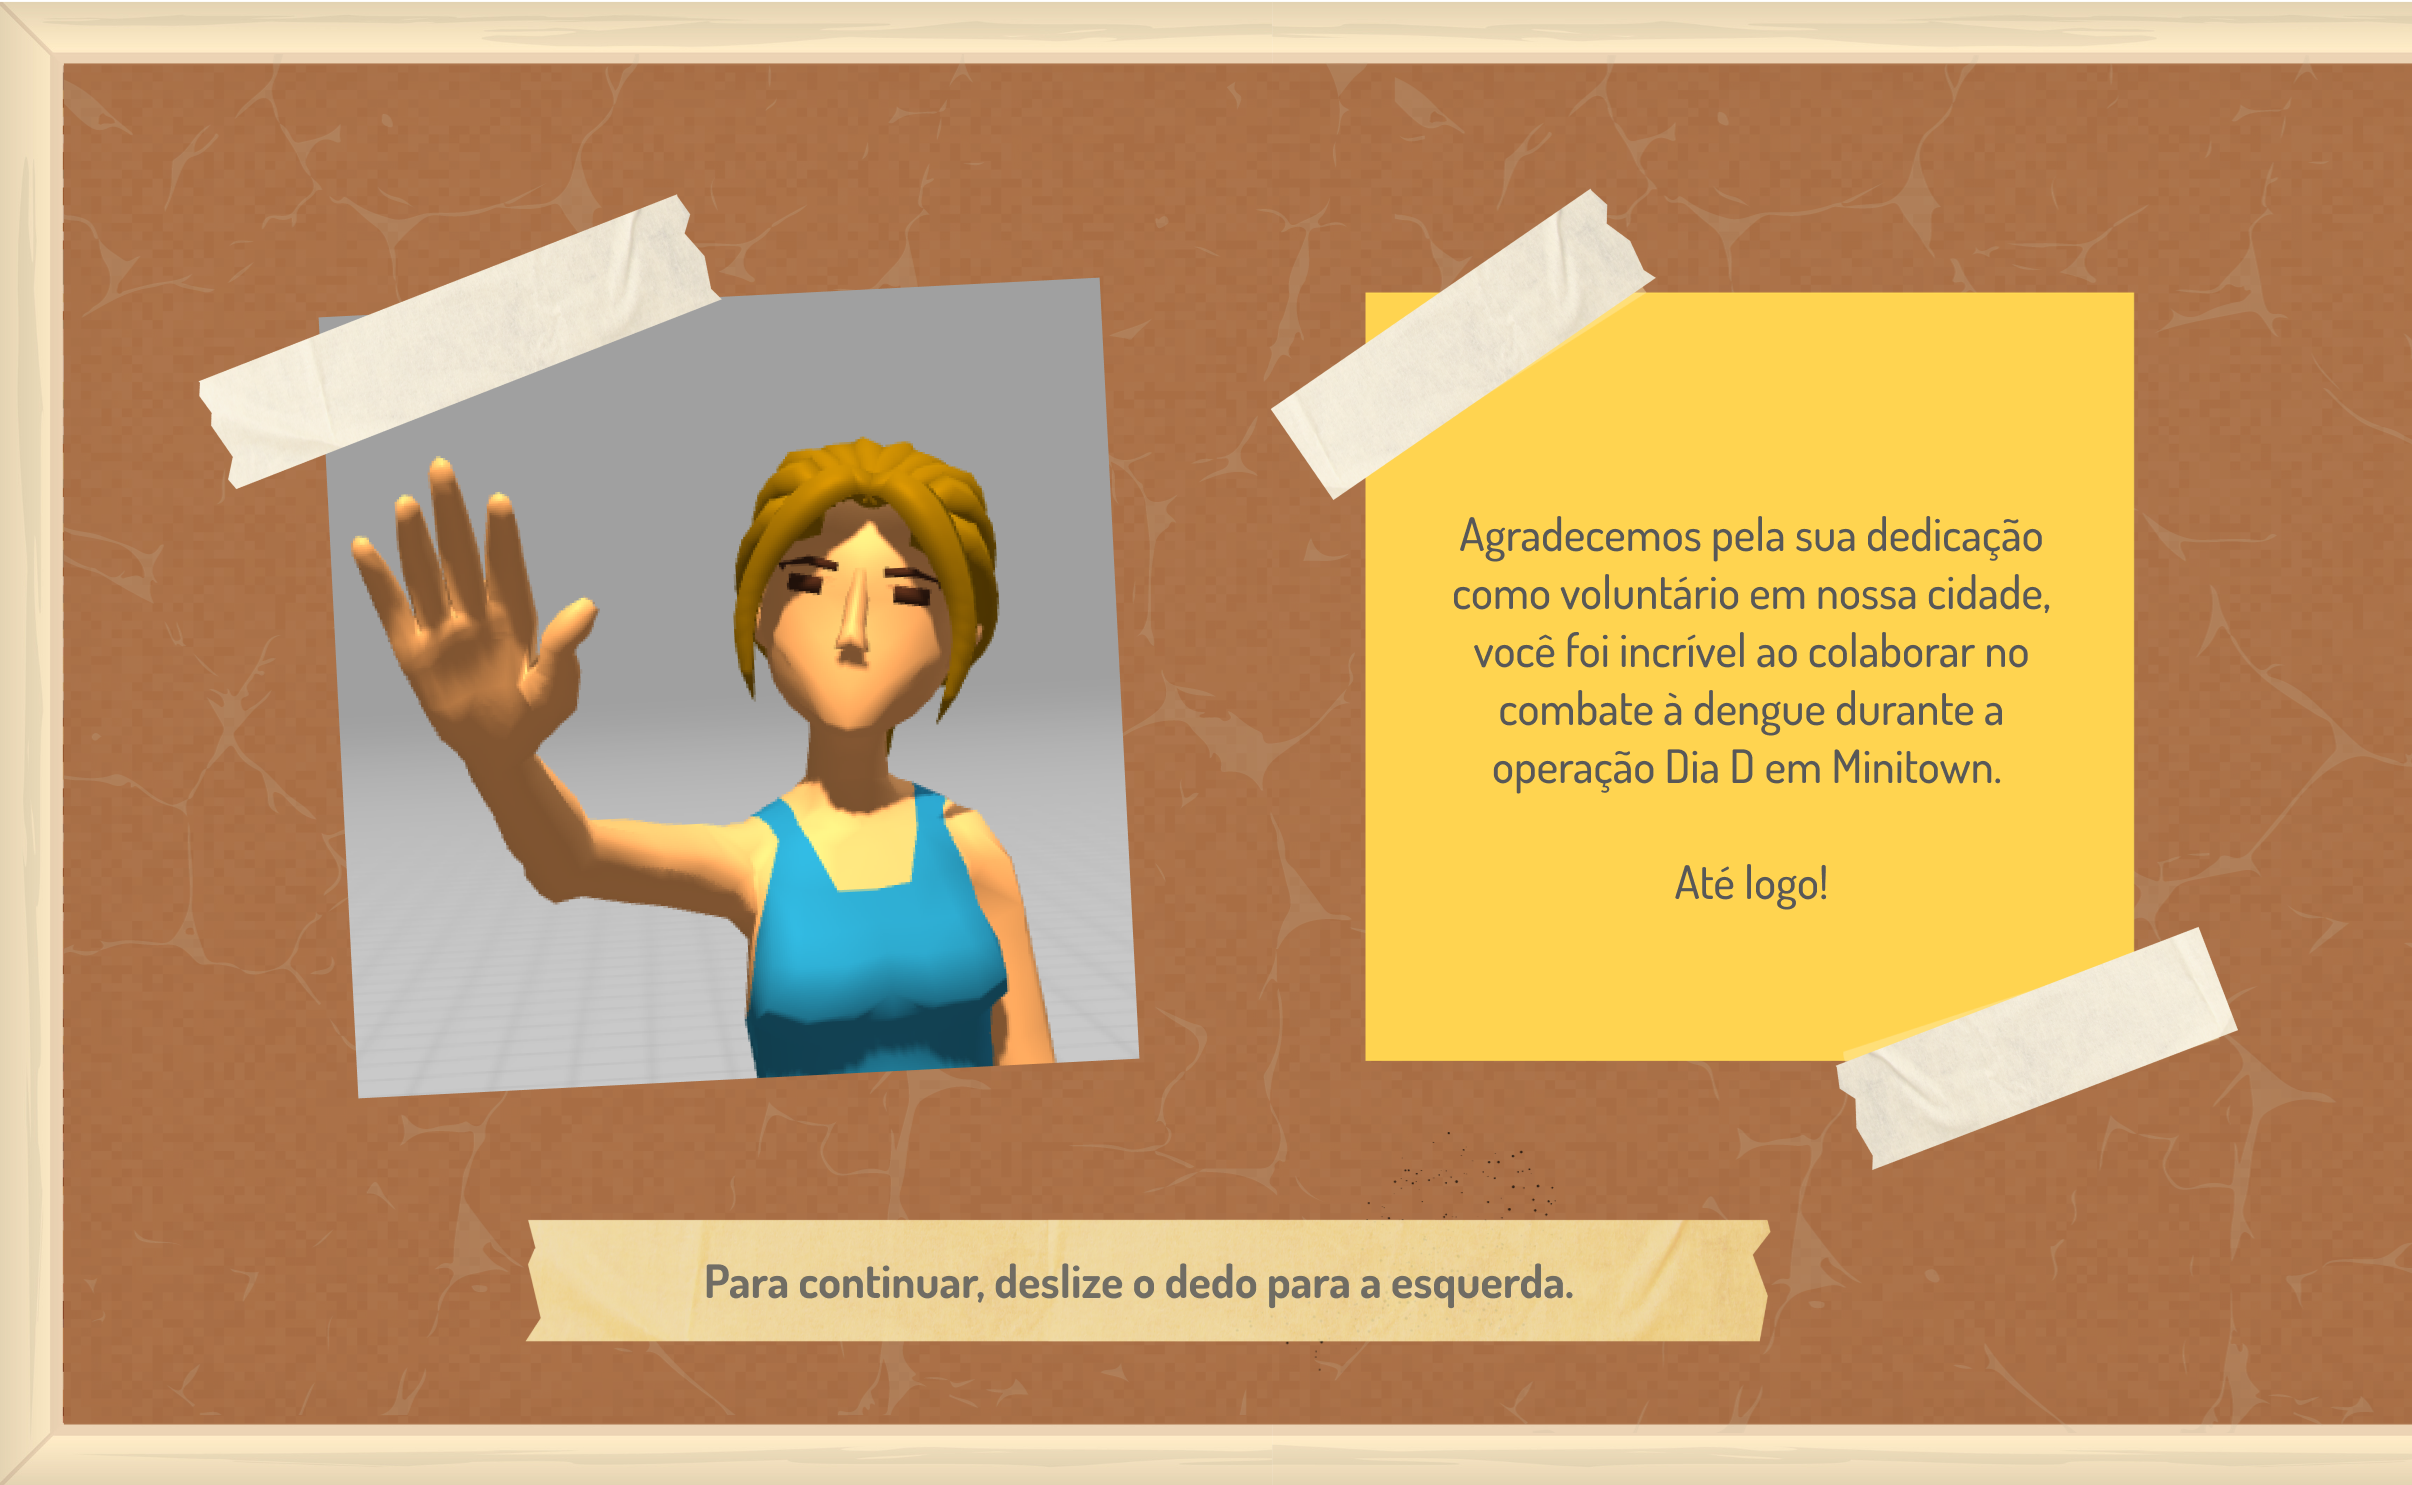 Agradecemos pela sua dedicação
como voluntário em nossa cidade,
você foi incrível ao colaborar no
combate à dengue durante a
operação Dia D em Minitown.
Até logo!
Para continuar, deslize o dedo para a esquerda.